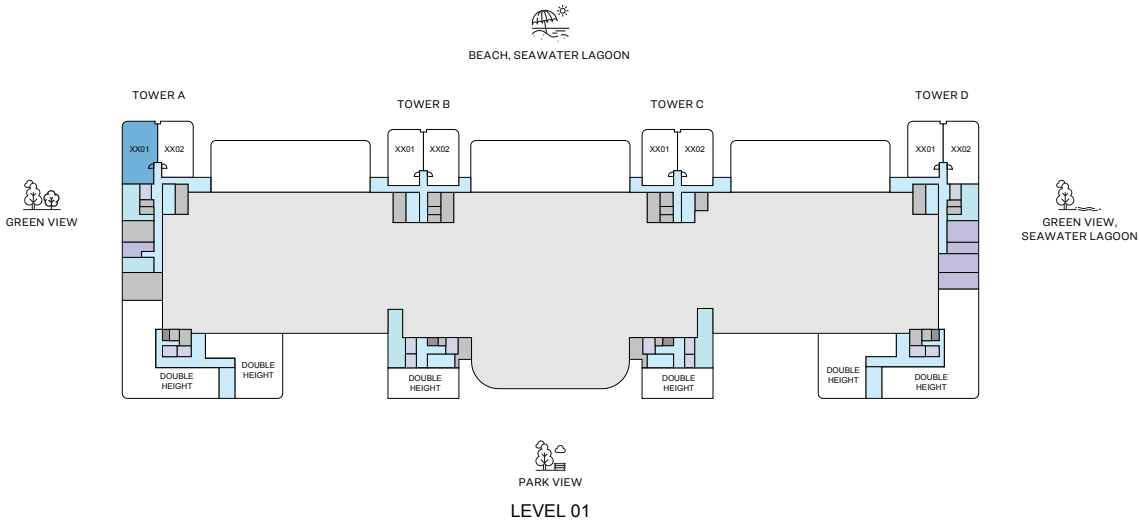 BEACH, SEAWATER LAGOON
TOWER A
TOWER B
TOWER C
TOWER D
XX01
XX02
XX01
XX02
XX01
XX02
XX01
XX02
GREEN VIEW
GREEN VIEW,
SEAWATER LAGOON
DOUBLE
HEIGHT
DOUBLE
HEIGHT
DOUBLE
HEIGHT
DOUBLE
HEIGHT
DOUBLE
HEIGHT
DOUBLE
HEIGHT
PARK VIEW
LEVEL 01